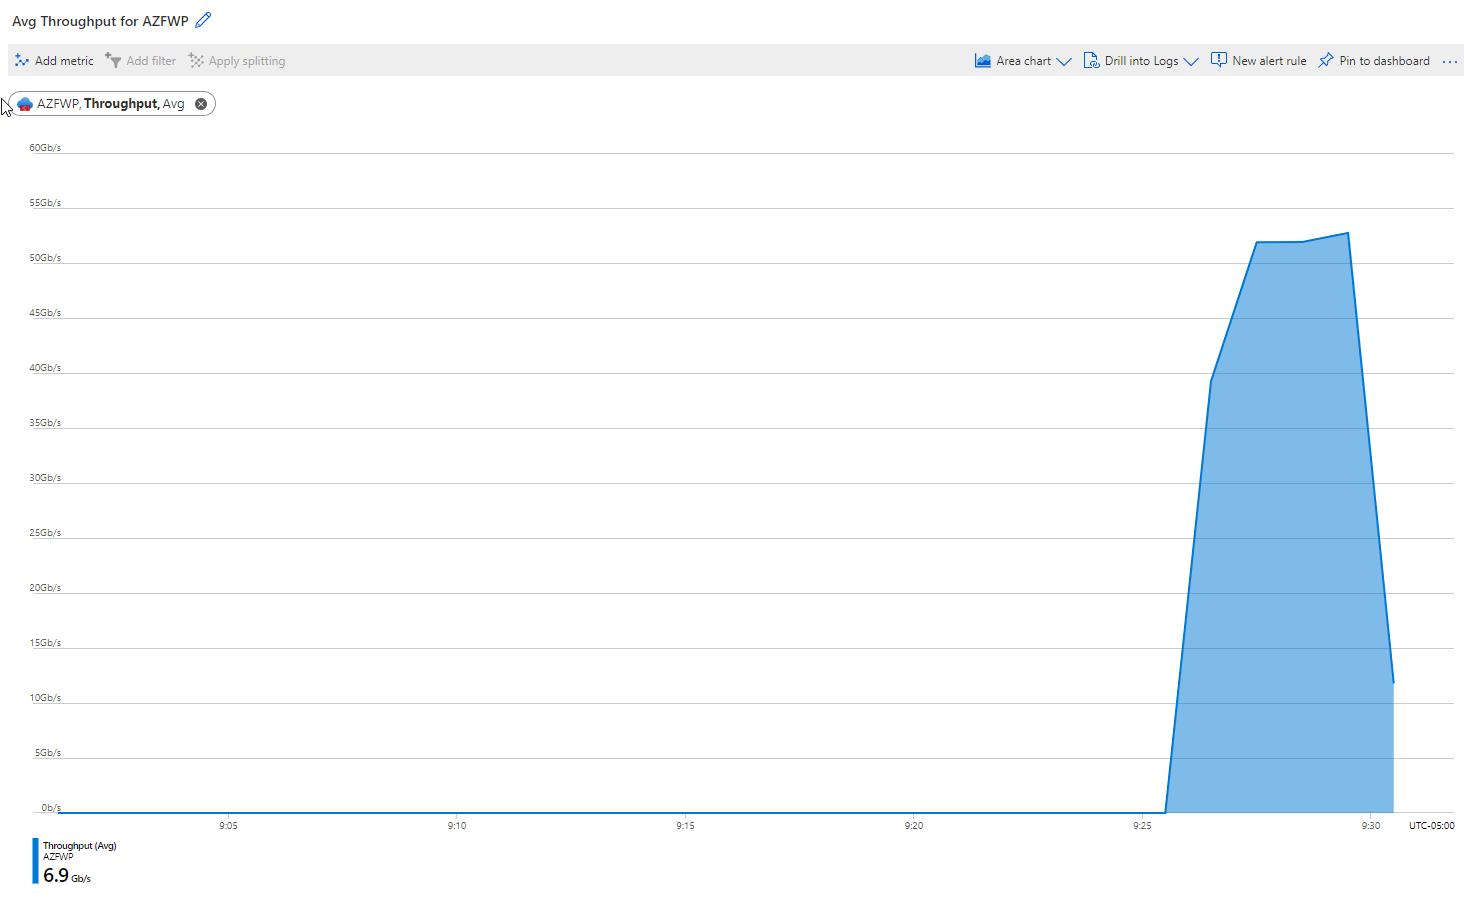 Avg Throughput for AZFWP
Add metric Add filter Apply splitting Area chart Drill into Logs New alert rule Pin to dashboard ...
AZFWP, Throughput, Avg
60Gb/s
55Gb/s
50Gb/s
45Gb/s
40Gb/s
35Gb/s
30Gb/s
25Gb/s
20Gb/s
15Gb/s
10Gb/s
5Gb/s
0b/s
9:05 9:10 9:15 9:20 9:25 9:30 UTC-05:00
Throughput (Avg)
AZFWP
6.9 Gb/s